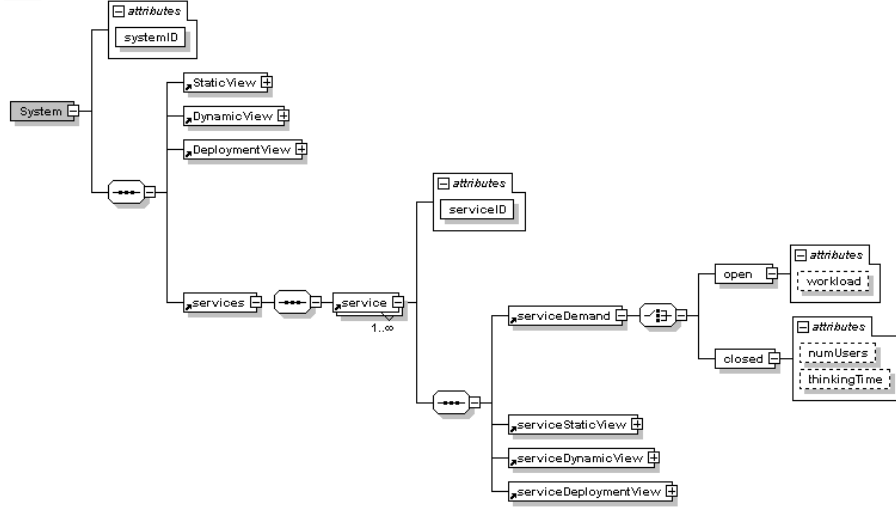 attributes
systemID
System
StaticView
DynamicView
DeploymentView
attributes
serviceID
services
service
1..∞
serviceDemand
open
attributes
workload
closed
attributes
numUsers
thinkingTime
serviceStaticView
serviceDynamicView
serviceDeploymentView